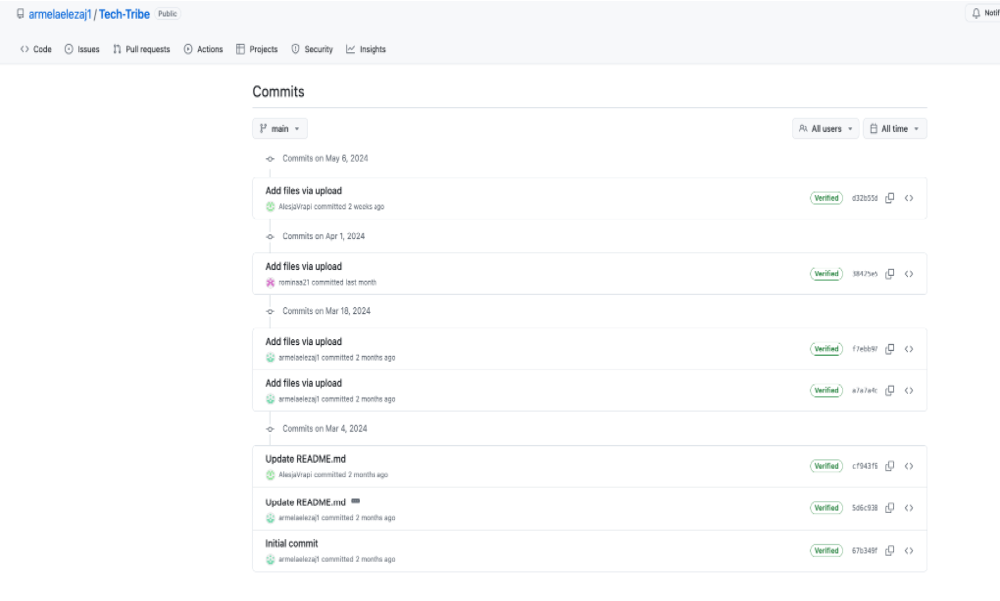 armelaelezaj1 / Tech-Tribe Public
Notif
Code Issues Pull requests Actions Projects Security Insights
Commits
main All users All time
Commits on May 6, 2024
Add files via upload
AlesjaVrapi committed 2 weeks ago
Verified d32b55d
Commits on Apr 1, 2024
Add files via upload
rominaa21 committed last month
Verified 38475e5
Commits on Mar 18, 2024
Add files via upload
armelaelezaj1 committed 2 months ago
Verified f7ebb97
Add files via upload
armelaelezaj1 committed 2 months ago
Verified a7a7a4c
Commits on Mar 4, 2024
Update README.md
AlesjaVrapi committed 2 months ago
Verified cf943f6
Update README.md
armelaelezaj1 committed 2 months ago
Verified 5d6c938
Initial commit
armelaelezaj1 committed 2 months ago
Verified 67b349f